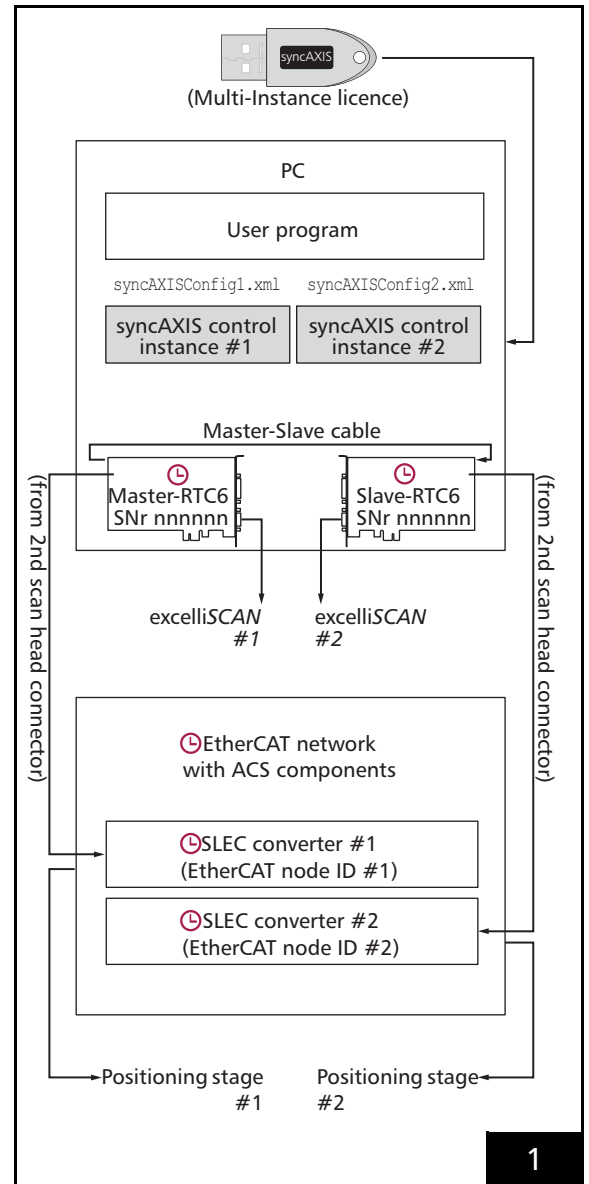 syncAXIS
(Multi-Instance licence)
PC
User program
syncAXISConfig1.xml
syncAXISConfig2.xml
syncAXIS control
instance #1
syncAXIS control
instance #2
Master-Slave cable
(from 2nd scan head connector)
Master-RTC6
SNr nnnnnn
Slave-RTC6
SNr nnnnnn
(from 2nd scan head connector)
excelliSCAN
#1
excelliSCAN
#2
EtherCAT network
with ACS components
SLEC converter #1
(EtherCAT node ID #1)
SLEC converter #2
(EtherCAT node ID #2)
Positioning stage
#1
Positioning stage
#2
1